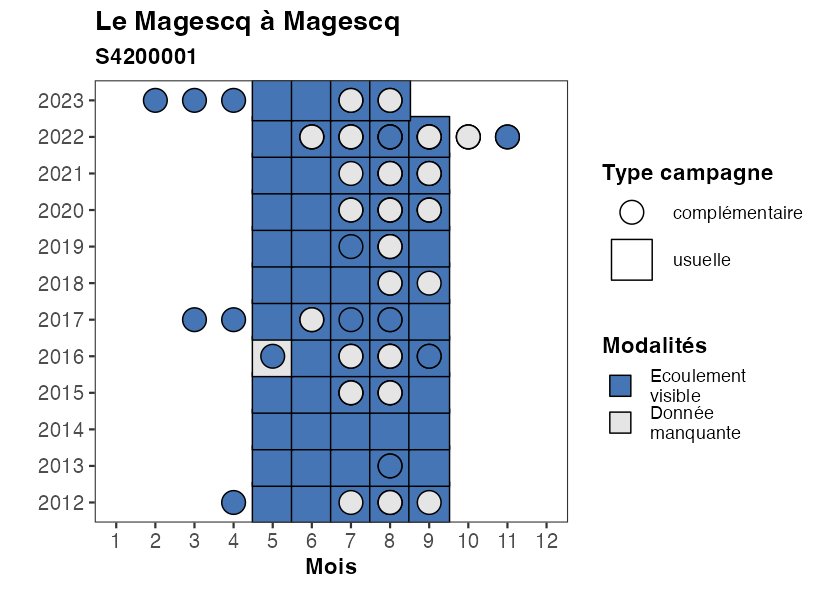 Le Magescq à Magescq
S4200001
2023
2022
2021
2020
2019
2018
2017
2016
2015
2014
2013
2012
1 2 3 4 5 6 7 8 9 10 11 12
Mois
Type campagne
complémentaire
usuelle
Modalités
Ecoulement
visible
Donnée
manquante